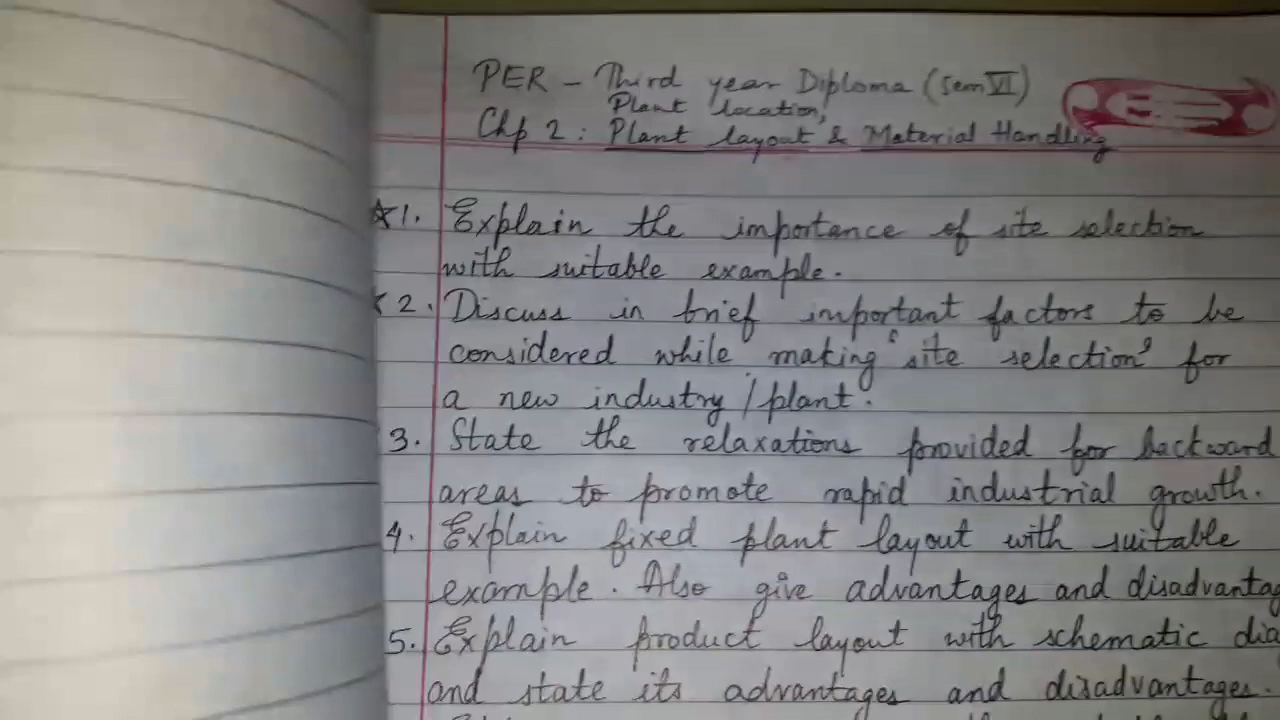 PER - Third year Diploma (Sem VI)
Plant location,
Chp 2 : Plant layout & Material Handling
☆1. Explain the importance of site selection
with suitable example.
2. Discuss in brief important factors to be
considered while making 'site selection' for
a new industry/plant.
3. State the relaxations provided for backward
areas to promote rapid industrial growth.
4. Explain fixed plant layout with suitable
example. Also give advantages and disadvantag
5. Explain product layout with schematic dia
and state its advantages and disadvantages.